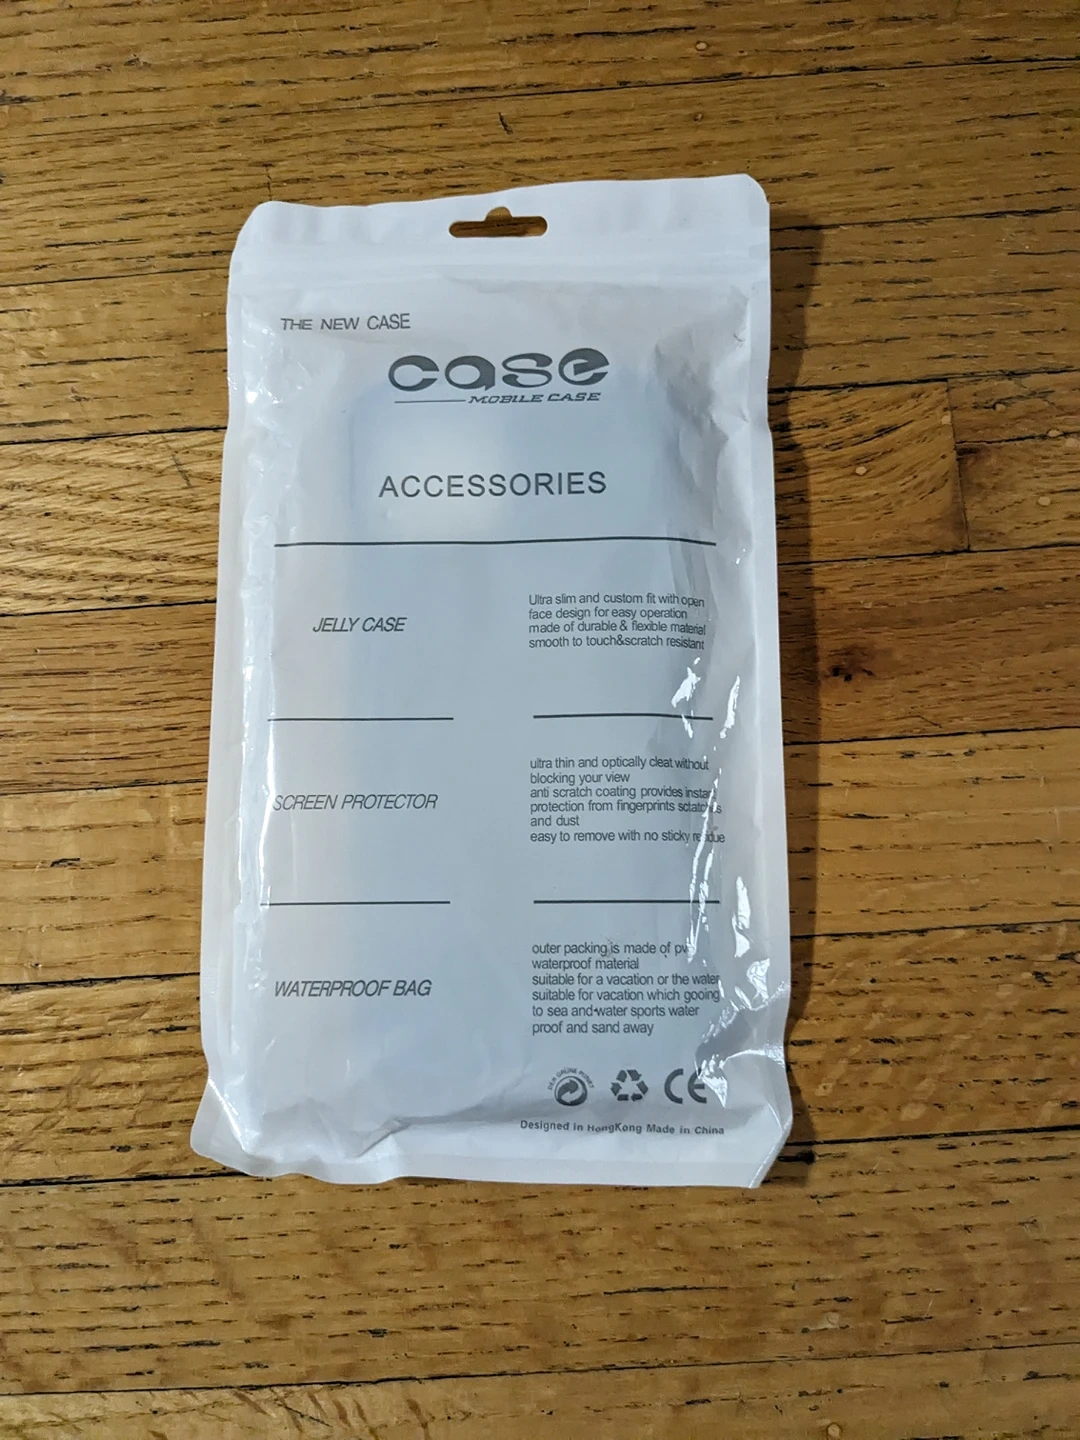 THE NEW CASE
case
MOBILE CASE
ACCESSORIES
JELLY CASE
Ultra slim and custom fit with open
face design for easy operation
made of durable & flexible material
smooth to touch&scratch resistant
SCREEN PROTECTOR
ultra thin and optically cleat without
blocking your view
anti scratch coating provides
protection from fingerprints
and dust
easy to remove with no sticky
WATERPROOF BAG
outer packing is made of
waterproof material
suitable for a vacation or the water
suitable for vacation which gooing
to sea and water sports water
proof and sand away
DER GRÜNE PUNKT
CE
Designed in HongKong Made in China